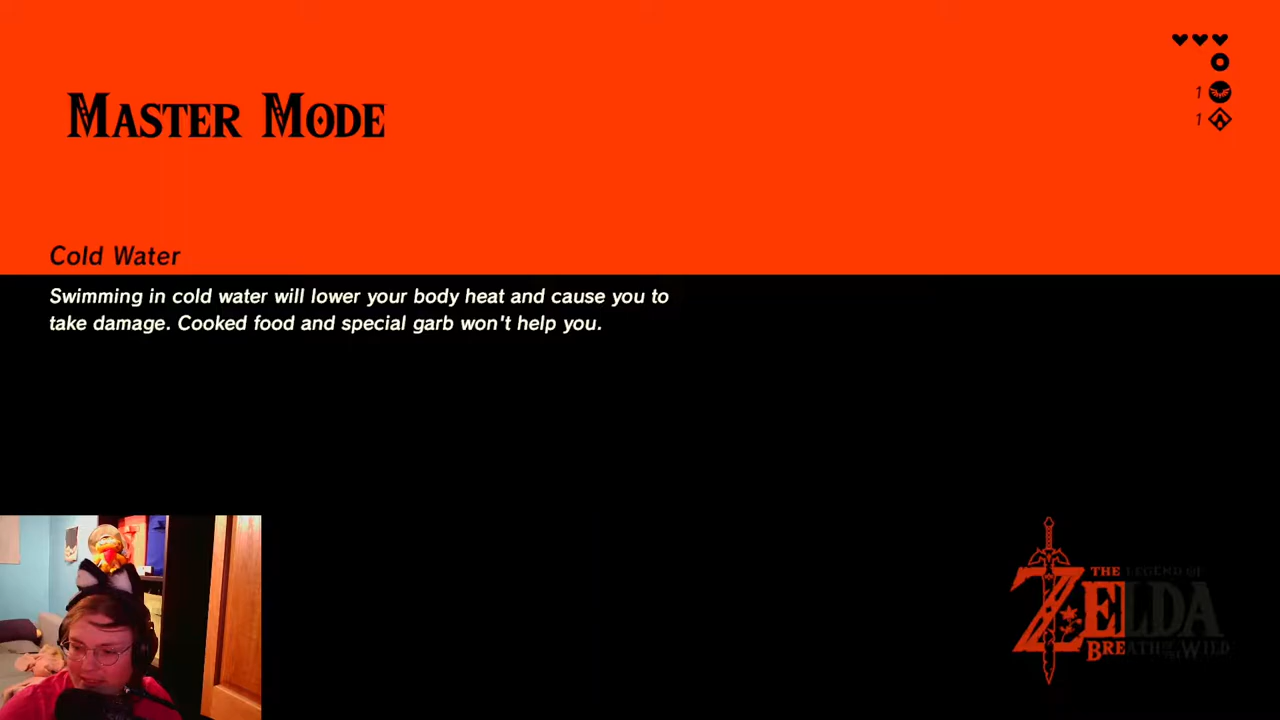 Master Mode
1
1
Cold Water
Swimming in cold water will lower your body heat and cause you to
take damage. Cooked food and special garb won't help you.
THE LEGEND OF
ZELDA
BREATH OF THE WILD